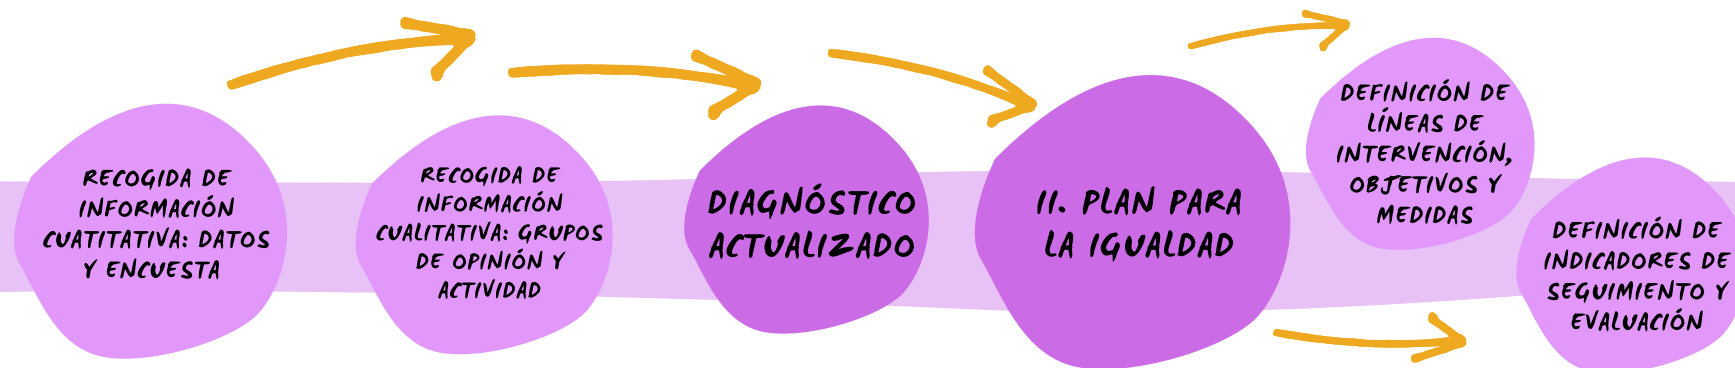 RECOGIDA DE
INFORMACIÓN
CUATITATIVA: DATOS
Y ENCUESTA
RECOGIDA DE
INFORMACIÓN
CUALITATIVA: GRUPOS
DE OPINIÓN Y
ACTIVIDAD
DIAGNÓSTICO
ACTUALIZADO
II. PLAN PARA
LA IGUALDAD
DEFINICIÓN DE
LÍNEAS DE
INTERVENCIÓN,
OBJETIVOS Y
MEDIDAS
DEFINICIÓN DE
INDICADORES DE
SEGUIMIENTO Y
EVALUACIÓN